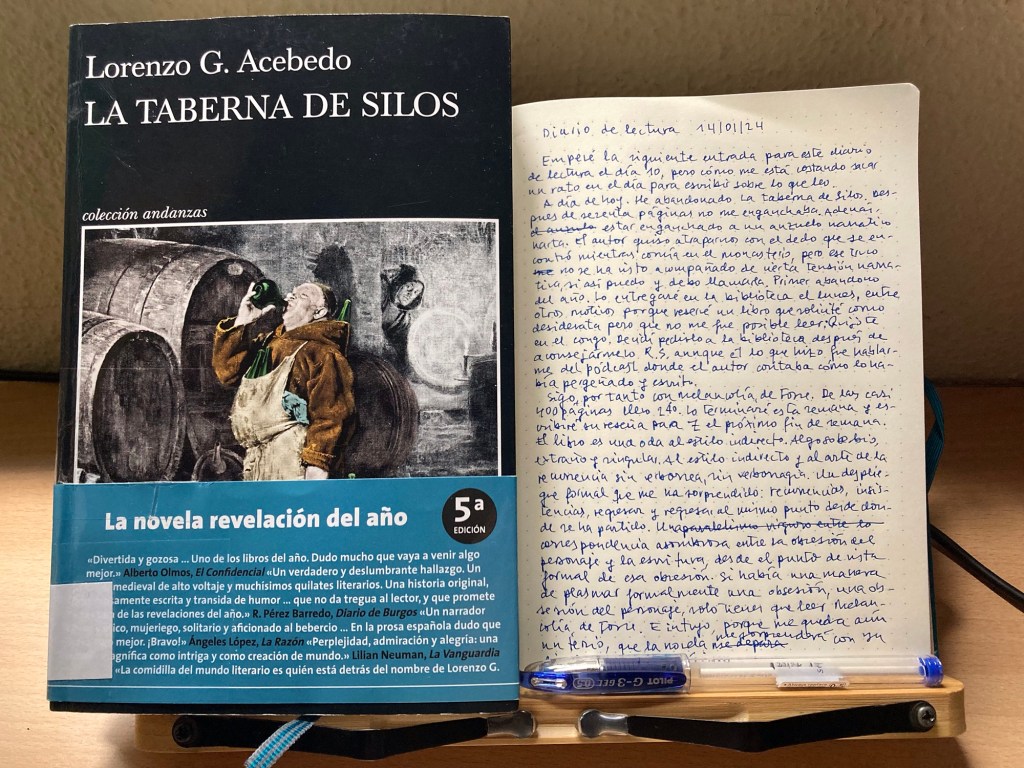 Lorenzo G. Acebedo
LA TABERNA DE SILOS
colección andanzas
La novela revelación del año
5ª
EDICIÓN
«Divertida y gozosa ... Uno de los libros del año. Dudo mucho que vaya a venir algo
mejor.» Alberto Olmos, El Confidencial «Un verdadero y deslumbrante hallazgo. Un
medieval de alto voltaje y muchísimos quilates literarios. Una historia original,
samente escrita y transida de humor ... que no da tregua al lector, y que promete
de las revelaciones del año.» R. Pérez Barredo, Diario de Burgos «Un narrador
ico, mujeriego, solitario y aficionado al bebercio ... En la prosa española dudo que
mejor. ¡Bravo!» Ángeles López, La Razón «Perplejidad, admiración y alegría: una
agnífica como intriga y como creación de mundo.» Lilian Neuman, La Vanguardia
«La comidilla del mundo literario es quién está detrás del nombre de Lorenzo G.
Diario de lectura 14/01/24
Empecé la siguiente entrada para este diario
de lectura el día 10, pero cómo me está costando sacar
un rato en el día para escribir sobre lo que leo.
A día de hoy. He abandonado La taberna de Silos. Des-
pués de sesenta páginas no me enganchaba. Además,
estar enganchado a un anzuelo narrativo
harta. El autor quiso atraparnos con el dedo que se en-
contró mientras comía en el monasterio, pero ese truco
no se ha visto acompañado de cierta tensión narra-
tiva, si así puedo y debo llamarla. Primer abandono
del año. Lo entregaré en la biblioteca el lunes, entre
otros motivos porque reservé un libro que solicité como
desiderata pero que no me fue posible leer,
en el congo. Decidí pedirlo a la biblioteca después de
aconsejármelo R.S. aunque él lo que hizo fue hablar-
me del pódcast donde el autor contaba cómo lo ha-
bía pergeñado y escrito.
Sigo, por tanto con melancolía de Fosse. De las casi
400 páginas llevo 240. Lo terminaré esta semana y es-
cribiré su reseña para Z el próximo fin de semana.
El libro es una oda al estilo indirecto. Algo soberbio,
extraño y singular. Al estilo indirecto y al arte de la
recurrencia sin verborrea, sin verborragia. Un desplie-
gue formal que me ha sorprendido: recurrencias, insis-
tencias, regresar y regresar al mismo punto desde don-
de se ha partido. Una paralelismo vigoroso entre la
correspondencia asombrosa entre la obsesión del
personaje y la escritura, desde el punto de vista
formal de esa obsesión. Si había una manera
de plasmar formalmente una obsesión, una ob-
sesión del personaje, solo tienes que leer Melan-
colía de Fosse. E intuyo, porque me queda aún
un tercio, que la novela me sorprenderá con su
PILOT G-3 GEL 05